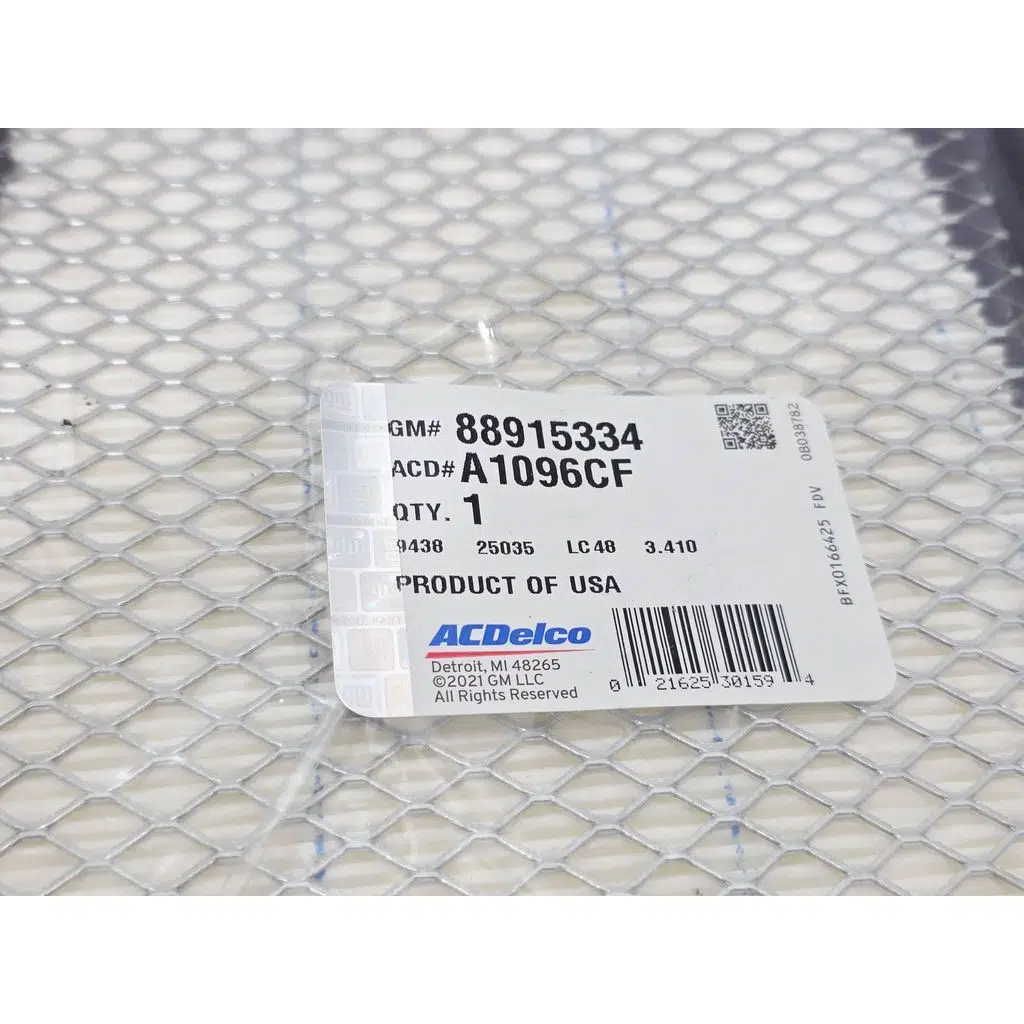 GM# 88915334
ACD# A1096CF
QTY. 1
9438 25035 LC48 3.410
PRODUCT OF USA
ACDelco
Detroit, MI 48265
©2021 GM LLC
All Rights Reserved
0 21625 30159 4
0B038782
BFX0166425 FDV